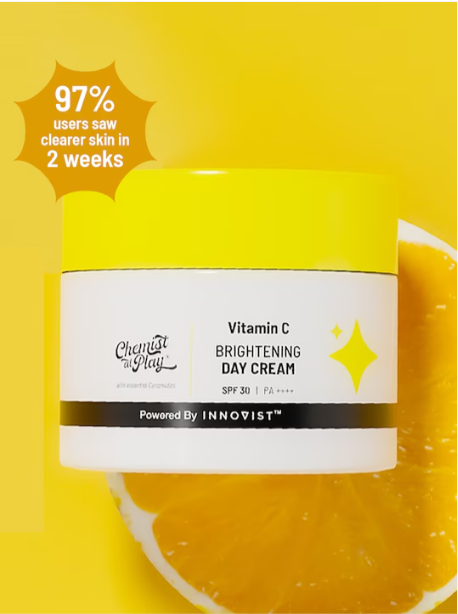 97%
users saw
clearer skin in
2 weeks
Chemist
at Play
with essential Ceramides
Vitamin C
BRIGHTENING
DAY CREAM
SPF 30 | PA ++++
Powered By INNOVIST™